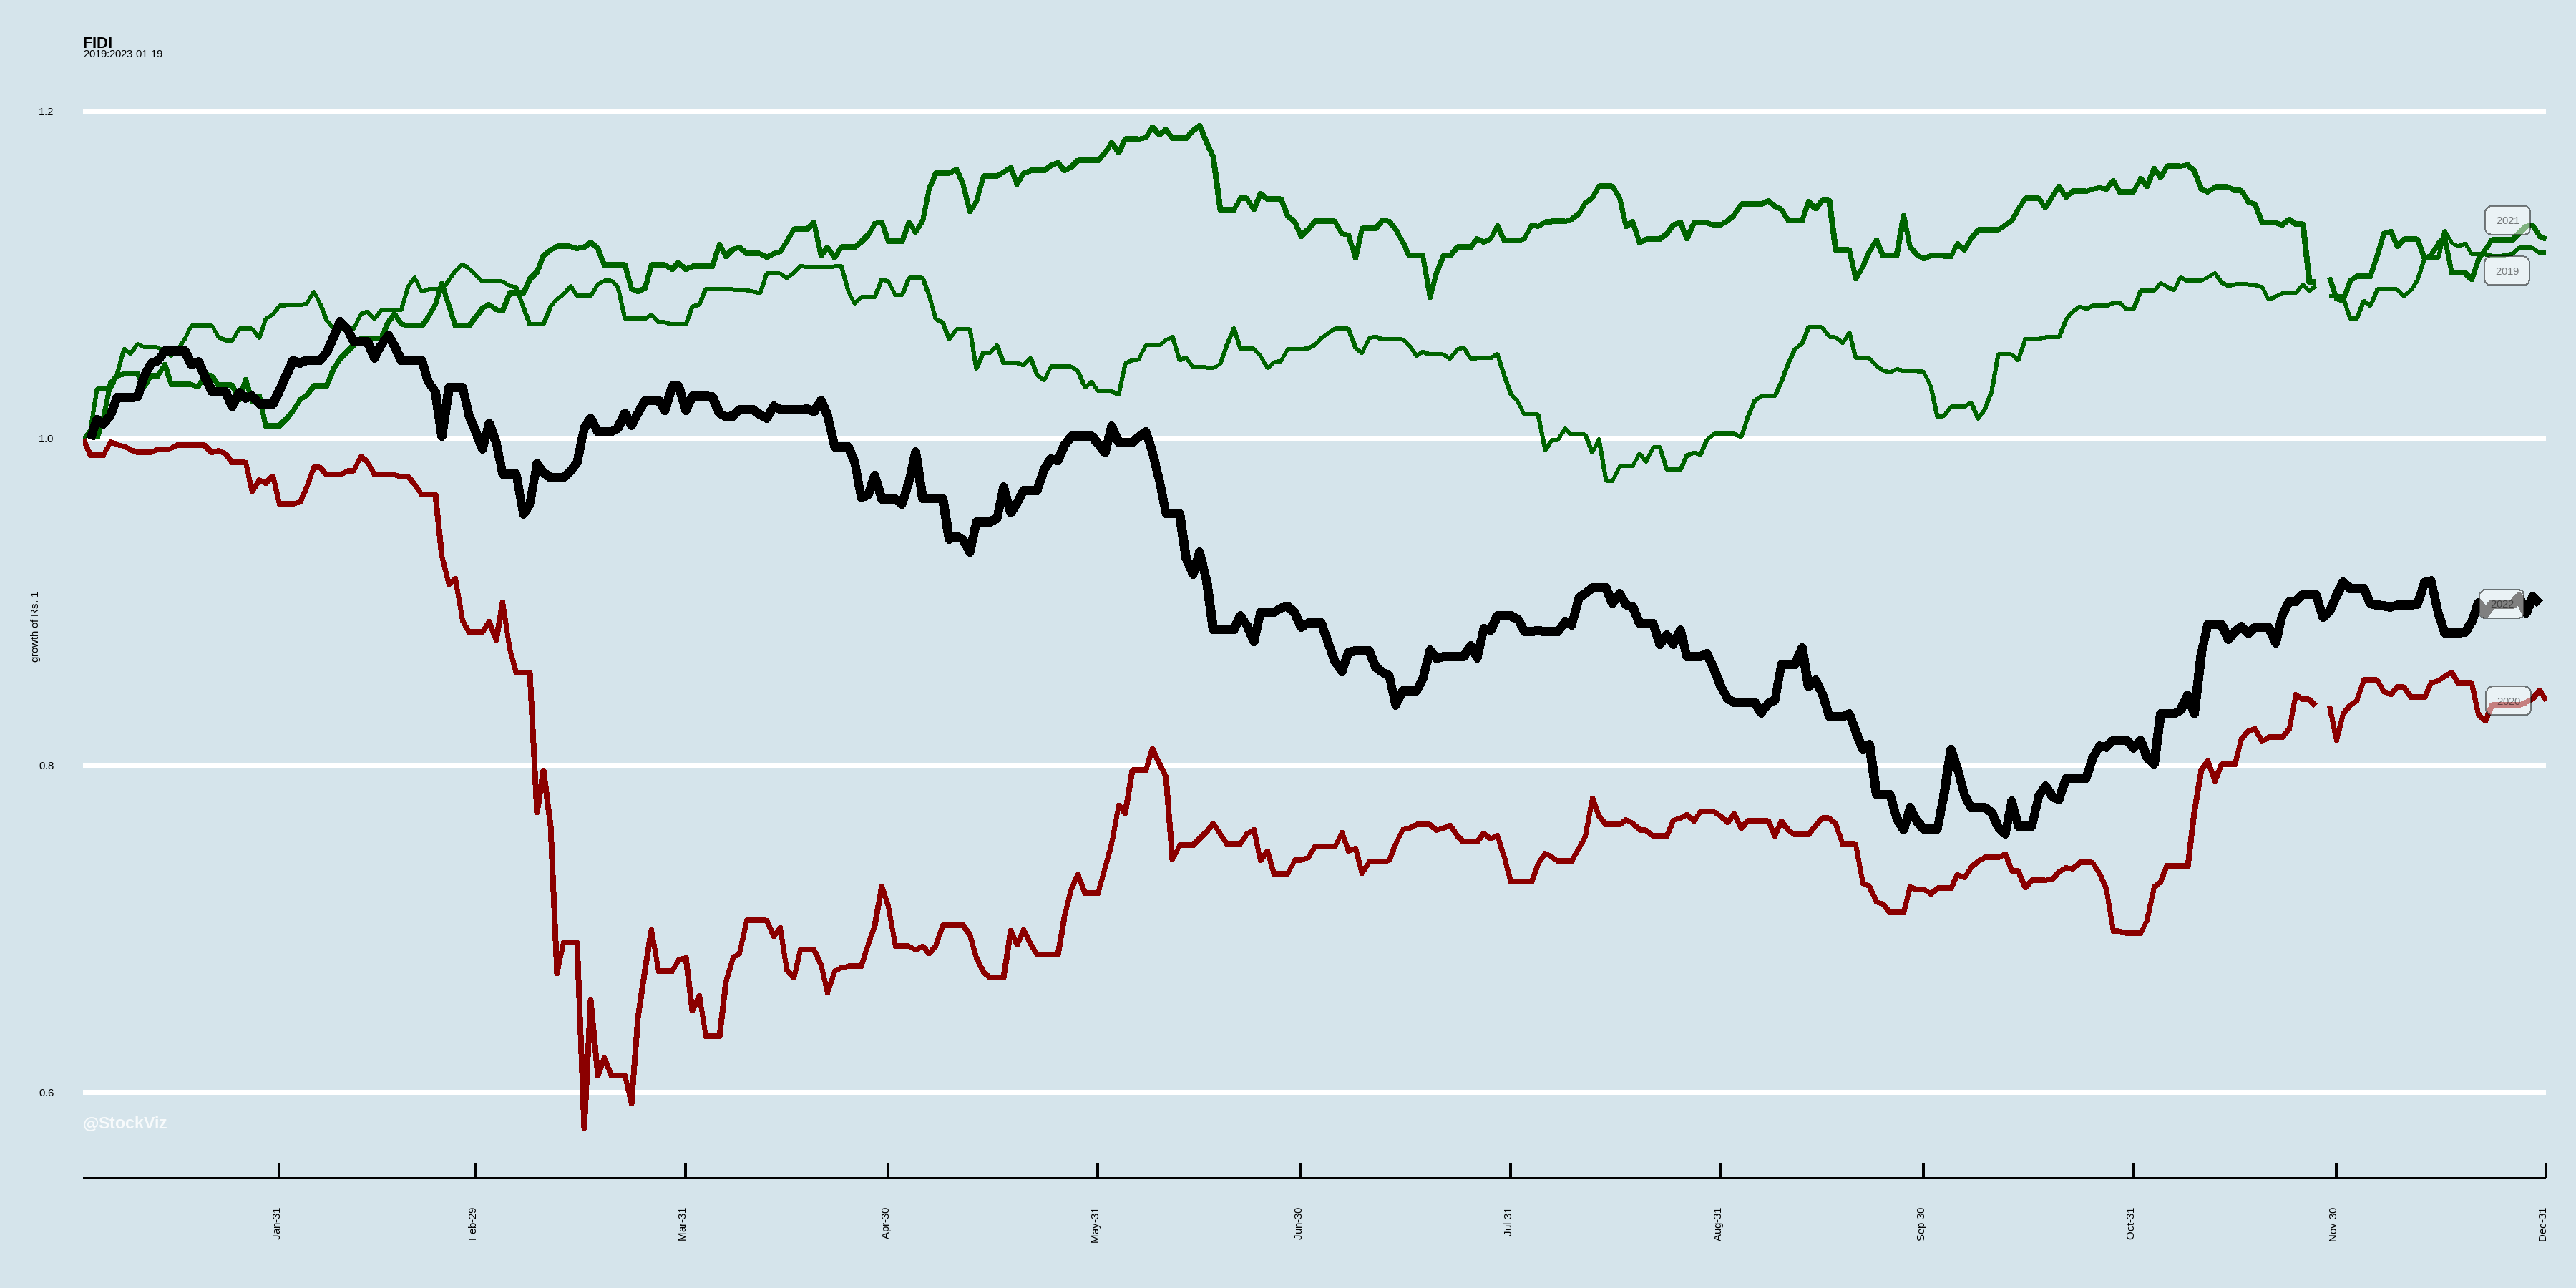 FIDI
2019:2023-01-19
1.2
1.0
0.8
0.6
growth of Rs. 1
2021
2019
2022
2020
@StockViz
Jan-31
Feb-29
Mar-31
Apr-30
May-31
Jun-30
Jul-31
Aug-31
Sep-30
Oct-31
Nov-30
Dec-31